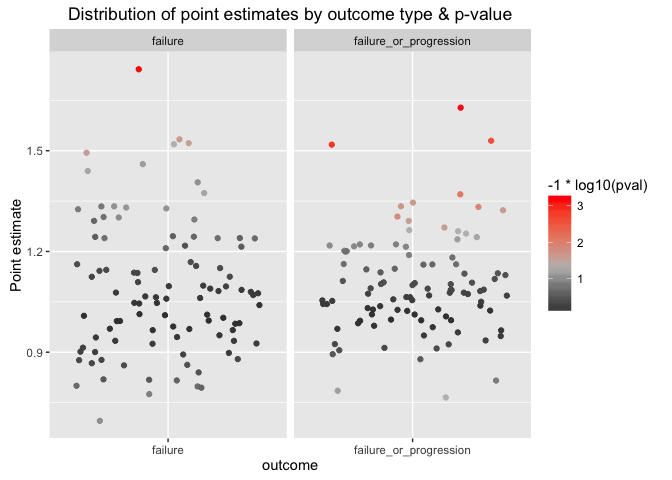 Distribution of point estimates by outcome type & p-value
failure
failure_or_progression
Point estimate
1.5
1.2
0.9
failure
failure_or_progression
outcome
-1 * log10(pval)
3
2
1